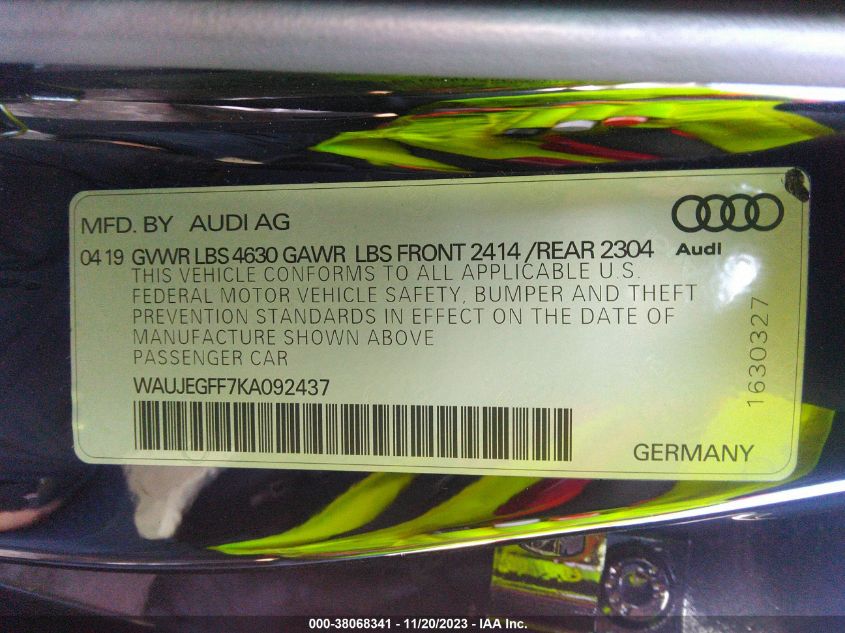 MFD. BY AUDI AG
Audi
04 19 GVWR LBS 4630 GAWR LBS FRONT 2414 /REAR 2304
THIS VEHICLE CONFORMS TO ALL APPLICABLE U.S.
FEDERAL MOTOR VEHICLE SAFETY, BUMPER AND THEFT
PREVENTION STANDARDS IN EFFECT ON THE DATE OF
MANUFACTURE SHOWN ABOVE
PASSENGER CAR
WAUJEGFF7KA092437
1630327
GERMANY
000-38068341 - 11/20/2023 - IAA Inc.